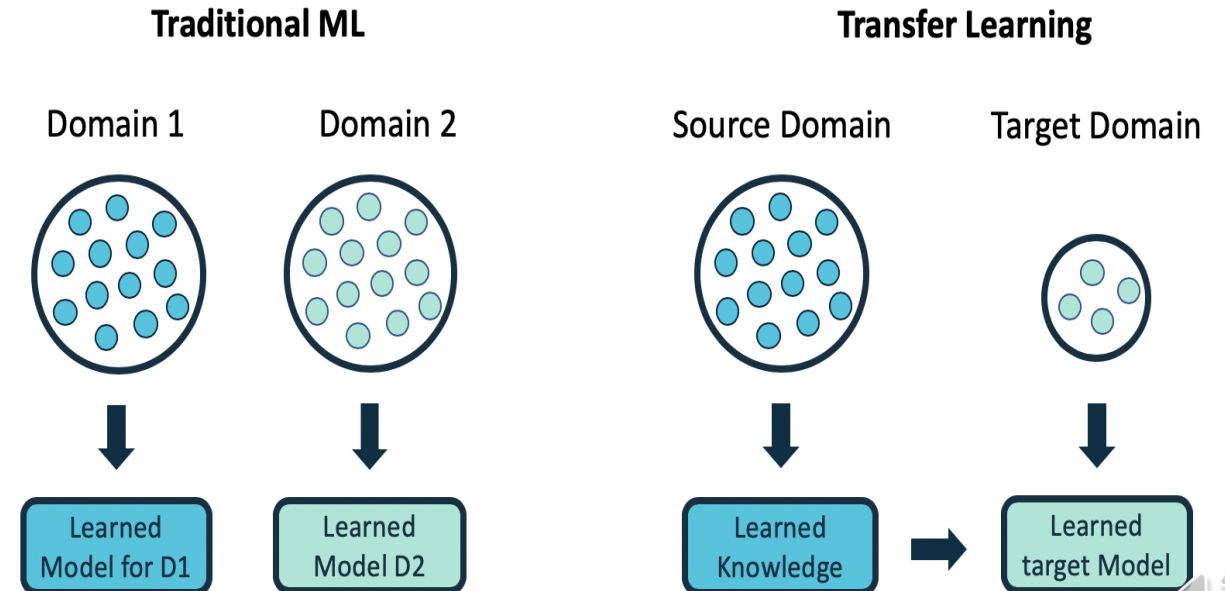 Traditional ML
Transfer Learning
Domain 1
Domain 2
Source Domain
Target Domain
Learned
Model for D1
Learned
Model D2
Learned
Knowledge
Learned
target Model